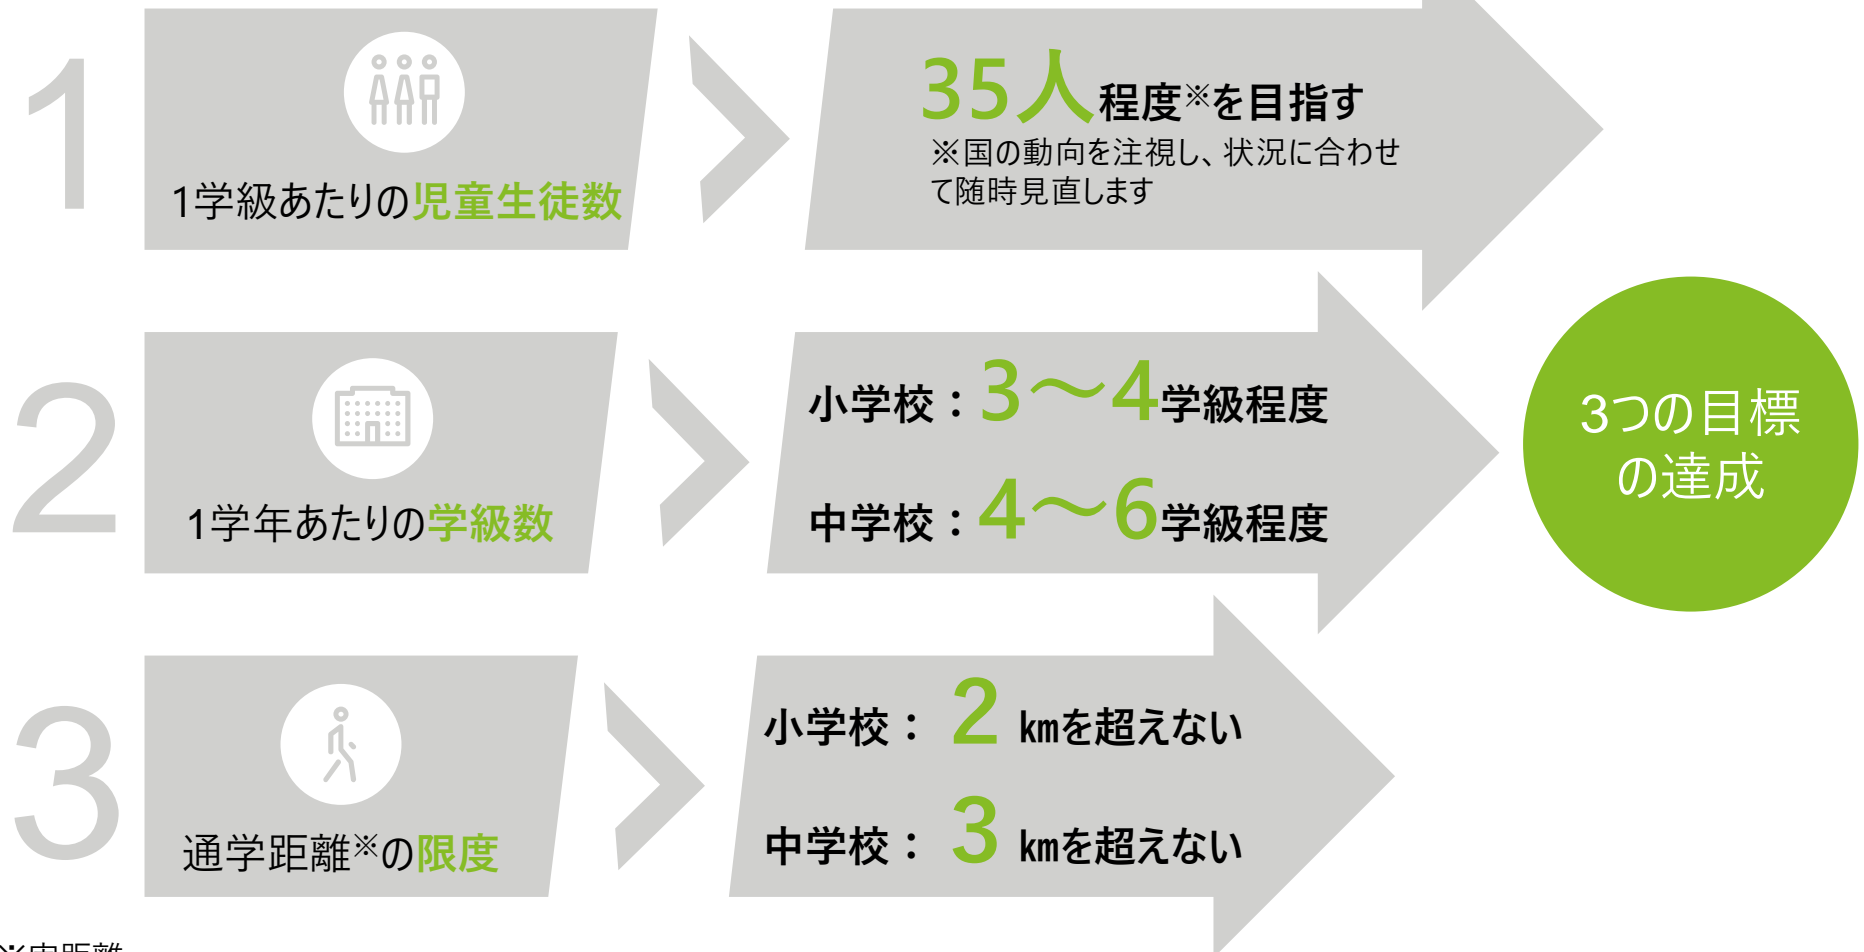 1
1学級あたりの児童生徒数
35人程度※を目指す
※国の動向を注視し、状況に合わせ
て随時見直します
2
1学年あたりの学級数
小学校：3～4学級程度
中学校：4～6学級程度
3つの目標
の達成
3
通学距離※の限度
小学校： 2 ㎞を超えない
中学校： 3 ㎞を超えない